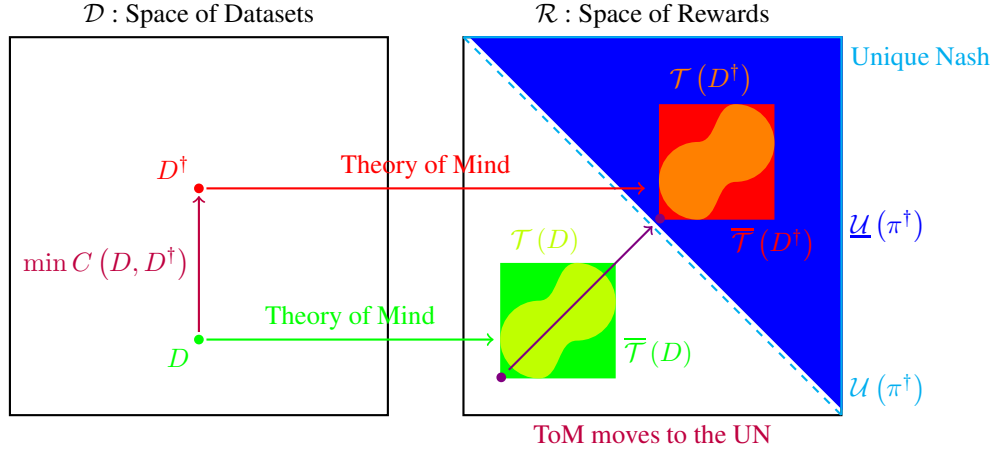 𝒟 : Space of Datasets
ℛ : Space of Rewards
Unique Nash
𝒯 (D†)
D†
Theory of Mind
𝒰̲ (π†)
𝒯̅ (D†)
𝒯 (D)
min C (D, D†)
Theory of Mind
D
𝒯̅ (D)
𝒰 (π†)
ToM moves to the UN